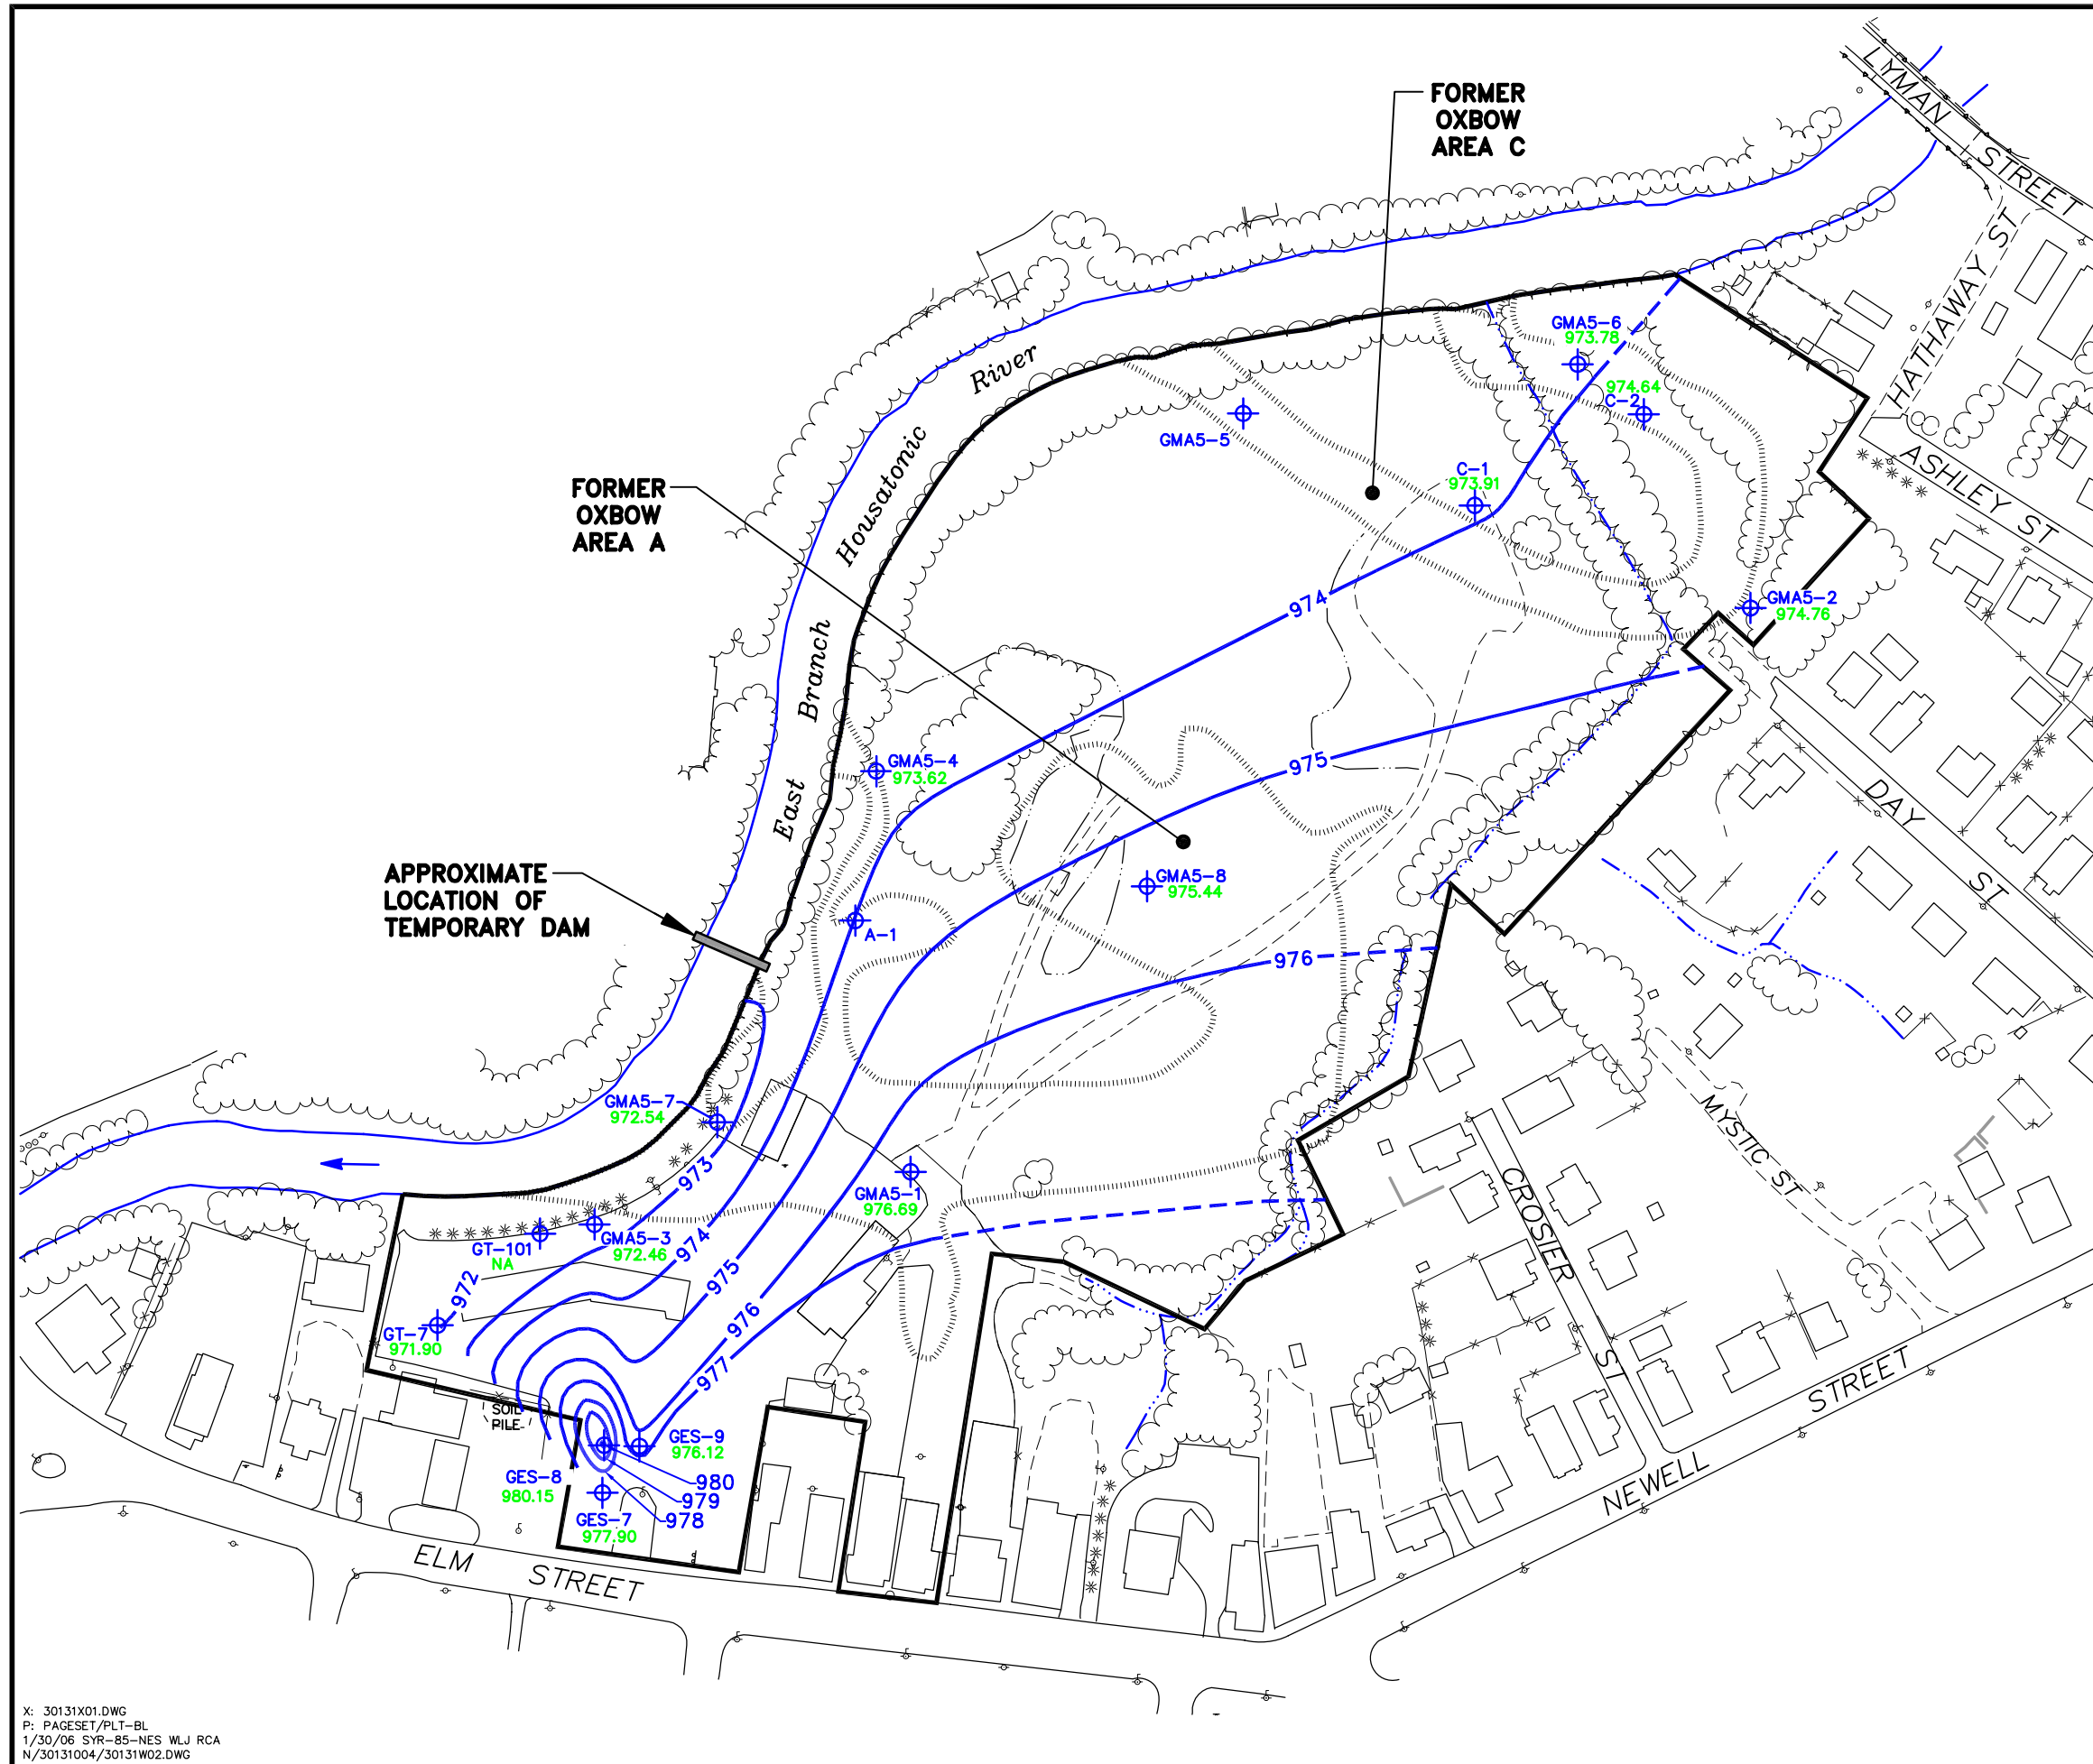 LYMAN STREET
FORMER
OXBOW
AREA C
HATHAWAY ST
GMA5-6
973.78
974.64
C-2
GMA5-5
C-1
973.91
ASHLEY ST
FORMER
OXBOW
AREA A
East Branch Housatonic River
974
GMA5-2
974.76
975
GMA5-4
973.62
DAY ST
GMA5-8
975.44
APPROXIMATE
LOCATION OF
TEMPORARY DAM
A-1
976
GMA5-7
972.54
MYSTIC ST
973
GMA5-1
976.69
CROSIER ST
GT-101
NA
GMA5-3
972.46
974
972
975
976
GT-7
971.90
977
SOIL
PILE
GES-9
976.12
GES-8
980.15
980
979
978
GES-7
977.90
NEWELL STREET
ELM STREET
X: 30131X01.DWG
P: PAGESET/PLT-BL
1/30/06 SYR-85-NES WLJ RCA
N/30131004/30131W02.DWG